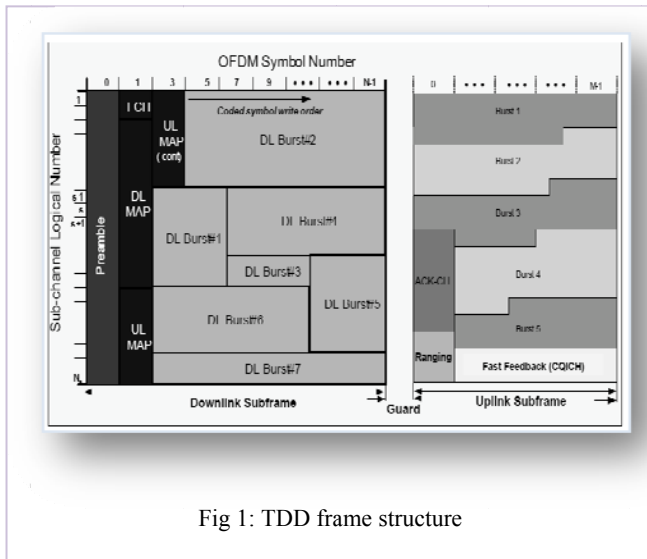 OFDM Symbol Number
0 1 3 5 7 9 ••• ••• N-1
0 ••• ••• ••• M-1
Sub-channel Logical Number
1
N
Preamble
FCH
DL
MAP
UL
MAP
UL
MAP
(cont)
Coded symbol write order
DL Burst#2
DL Burst#1
DL Burst#4
DL Burst#3
DL Burst#5
DL Burst#6
DL Burst#7
Burst 1
Burst 2
Burst 3
Burst 4
Burst 5
Ranging
Fast Feedback (CQICH)
Downlink Subframe
Guard
Uplink Subframe
Fig 1: TDD frame structure